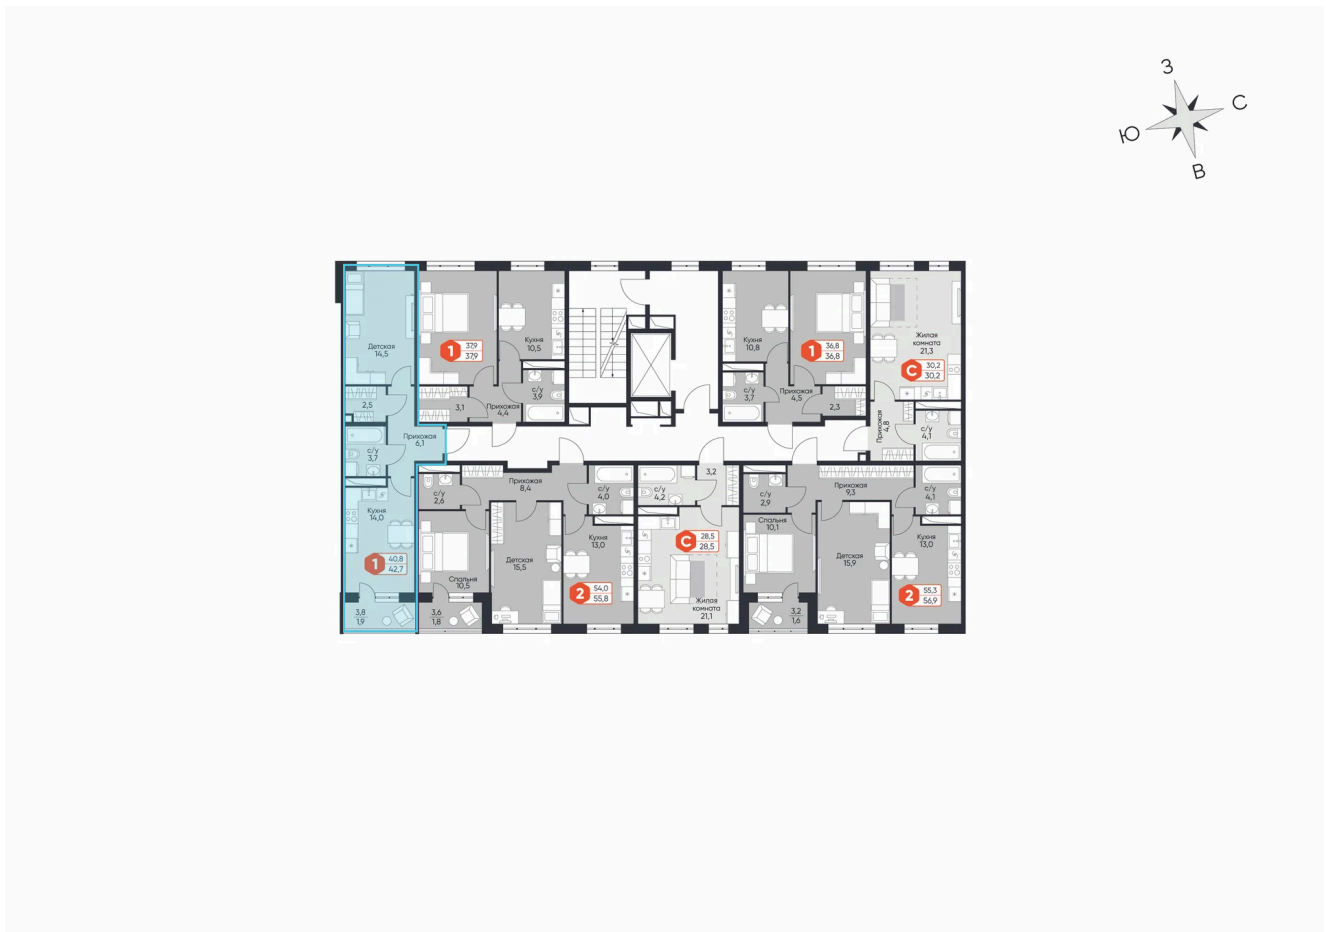 З
С
Ю
В
Детская
14,5
2,5
Прихожая
6,1
с/у
3,7
Кухня
14,0
1
40,8
42,7
3,8
1,9
1
37,9
37,9
Кухня
10,5
3,1
Прихожая
4,4
с/у
3,9
Кухня
10,8
1
36,8
36,8
с/у
3,7
Прихожая
4,5
2,3
Жилая
комната
21,3
С
30,2
30,2
Прихожая
4,8
с/у
4,1
с/у
2,6
Прихожая
8,4
с/у
4,0
Спальня
10,5
Детская
15,5
Кухня
13,0
2
54,0
55,8
3,6
1,8
с/у
4,2
3,2
С
28,5
28,5
Жилая
комната
21,1
с/у
2,9
Прихожая
9,3
с/у
4,1
Спальня
10,1
Детская
15,9
Кухня
13,0
2
55,3
56,9
3,2
1,6